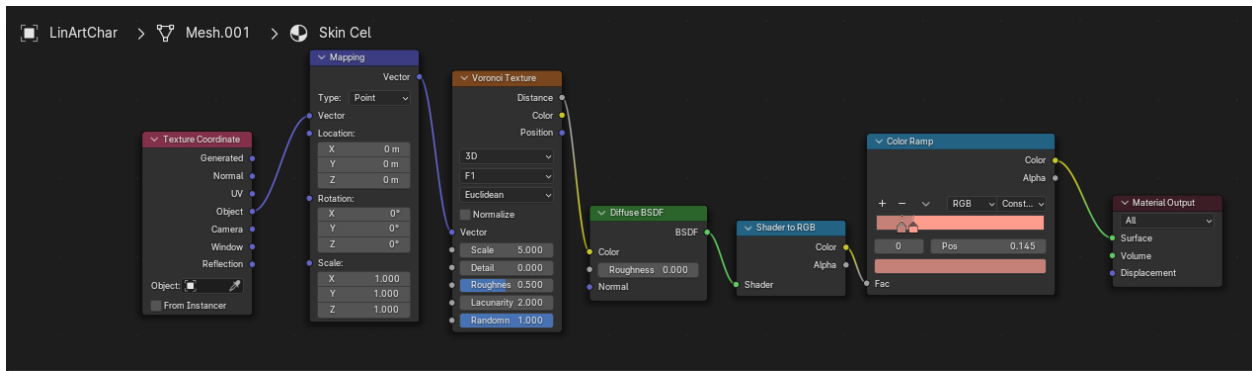 LinArtChar > Mesh.001 > Skin Cel
Texture Coordinate
Generated
Normal
UV
Object
Camera
Window
Reflection
Object:
From Instancer
Mapping
Vector
Type: Point
Vector
Location:
X 0 m
Y 0 m
Z 0 m
Rotation:
X 0°
Y 0°
Z 0°
Scale:
X 1.000
Y 1.000
Z 1.000
Voronoi Texture
Distance
Color
Position
3D
F1
Euclidean
Normalize
Vector
Scale 5.000
Detail 0.000
Roughnes 0.500
Lacunarity 2.000
Randomn 1.000
Diffuse BSDF
BSDF
Color
Roughness 0.000
Normal
Shader to RGB
Color
Alpha
Shader
Color Ramp
Color
Alpha
+ − RGB Const...
0 Pos 0.145
Fac
Material Output
All
Surface
Volume
Displacement